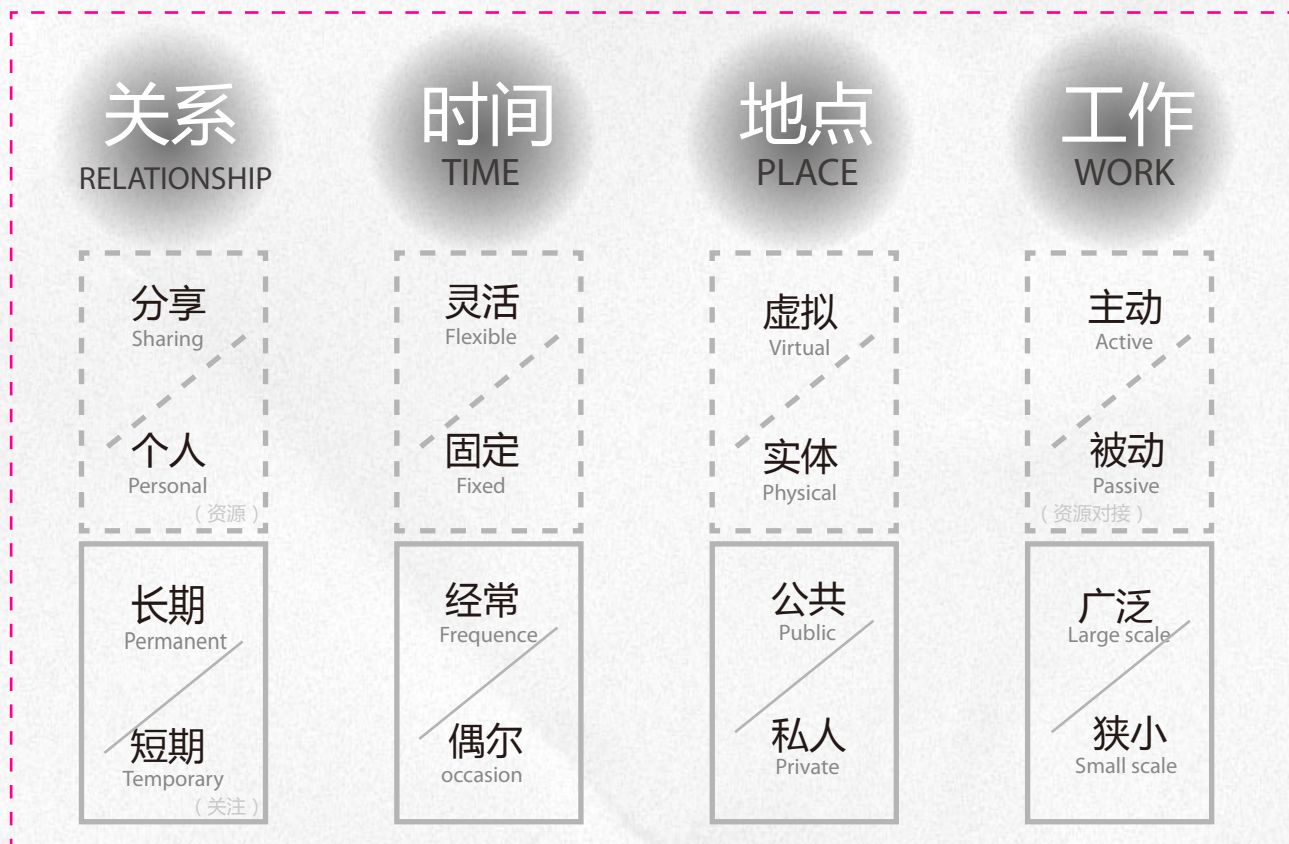 关系
RELATIONSHIP
时间
TIME
地点
PLACE
工作
WORK
分享
Sharing
个人
Personal
（资源）
灵活
Flexible
固定
Fixed
虚拟
Virtual
实体
Physical
主动
Active
被动
Passive
（资源对接）
长期
Permanent
短期
Temporary
（关注）
经常
Frequence
偶尔
occasion
公共
Public
私人
Private
广泛
Large scale
狭小
Small scale